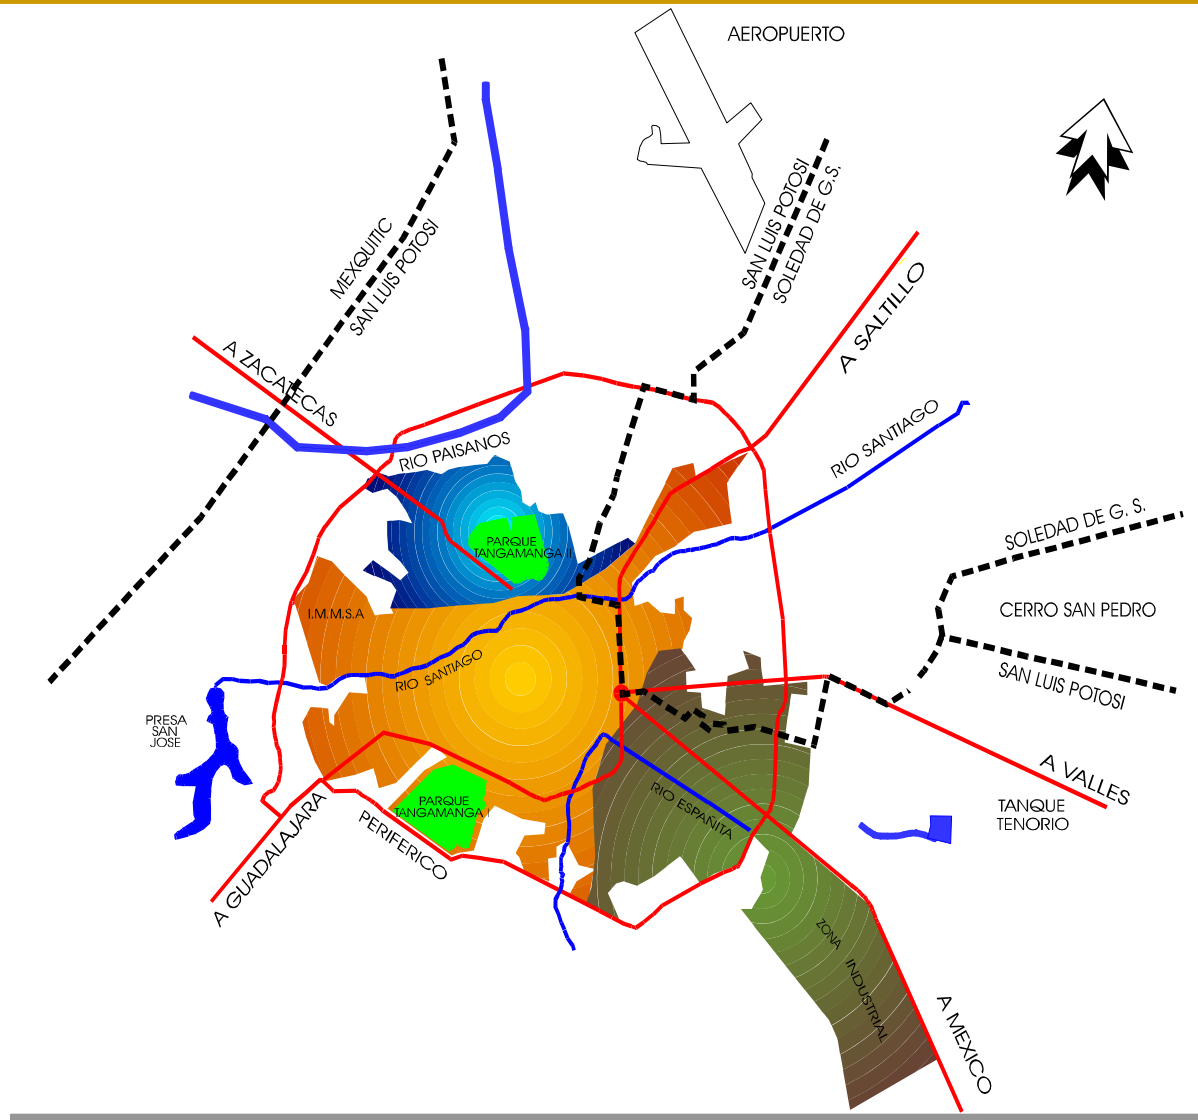 AEROPUERTO
MEXQUITIC
SAN LUIS POTOSI
SAN LUIS POTOSI
SOLEDAD DE G.S.
A SALTILLO
A ZACATECAS
RIO SANTIAGO
RIO PAISANOS
PARQUE
TANGAMANGA II
SOLEDAD DE G. S.
CERRO SAN PEDRO
SAN LUIS POTOSI
I.M.M.S.A
RIO SANTIAGO
PRESA
SAN
JOSE
A VALLES
TANQUE
TENORIO
PARQUE
TANGAMANGA I
RIO ESPAÑITA
PERIFERICO
A GUADALAJARA
ZONA
INDUSTRIAL
A MEXICO